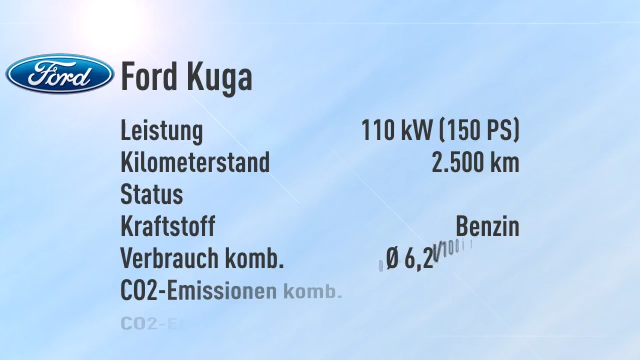 Ford
Ford Kuga
Leistung 110 kW (150 PS)
Kilometerstand 2.500 km
Status
Kraftstoff Benzin
Verbrauch komb. Ø 6,2 l/100
CO2-Emissionen komb.